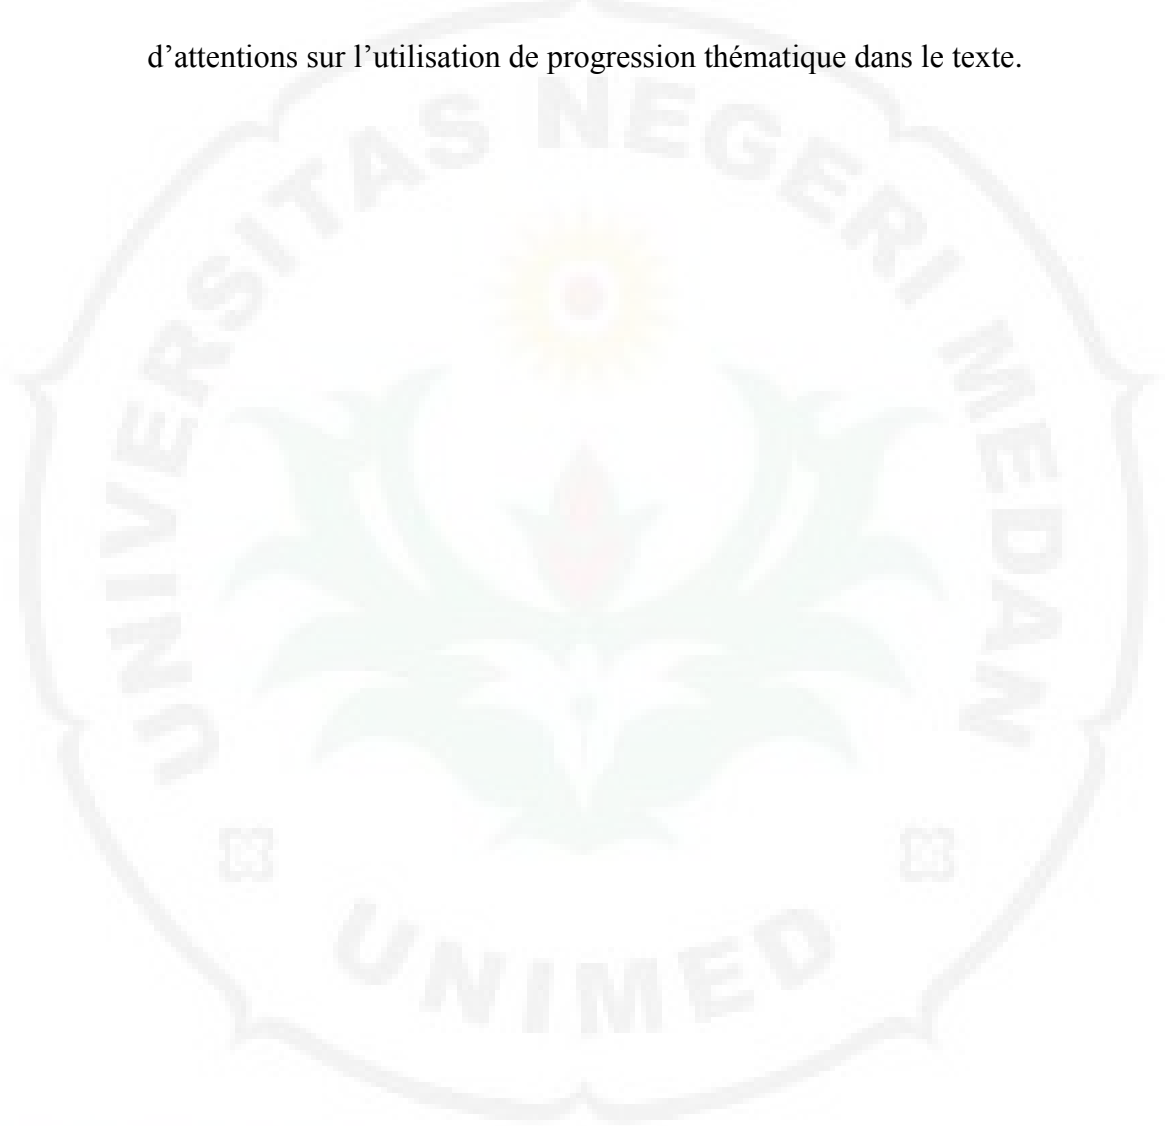 d’attentions sur l’utilisation de progression thématique dans le texte.
UNIVERSITAS NEGERI MEDAN
UNIMED